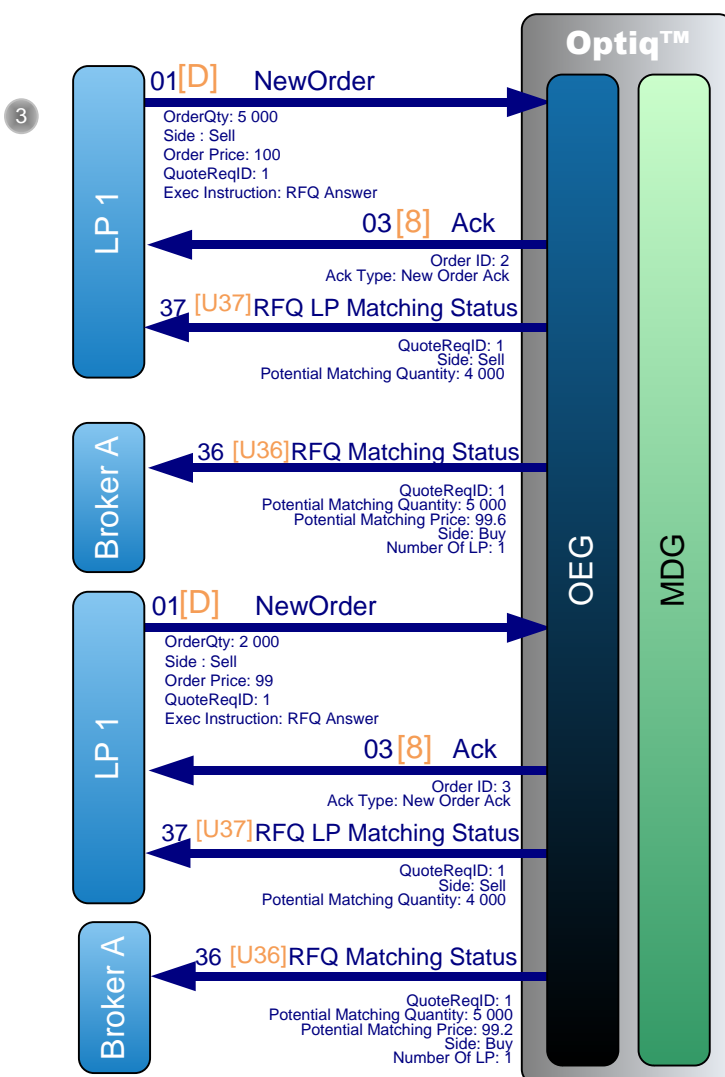 Optiq™
3
LP 1
01[D] NewOrder
OrderQty: 5 000
Side : Sell
Order Price: 100
QuoteReqID: 1
Exec Instruction: RFQ Answer
03[8] Ack
Order ID: 2
Ack Type: New Order Ack
37 [U37]RFQ LP Matching Status
QuoteReqID: 1
Side: Sell
Potential Matching Quantity: 4 000
Broker A
36 [U36]RFQ Matching Status
QuoteReqID: 1
Potential Matching Quantity: 5 000
Potential Matching Price: 99.6
Side: Buy
Number Of LP: 1
OEG
MDG
LP 1
01[D] NewOrder
OrderQty: 2 000
Side : Sell
Order Price: 99
QuoteReqID: 1
Exec Instruction: RFQ Answer
03[8] Ack
Order ID: 3
Ack Type: New Order Ack
37 [U37]RFQ LP Matching Status
QuoteReqID: 1
Side: Sell
Potential Matching Quantity: 4 000
Broker A
36 [U36]RFQ Matching Status
QuoteReqID: 1
Potential Matching Quantity: 5 000
Potential Matching Price: 99.2
Side: Buy
Number Of LP: 1